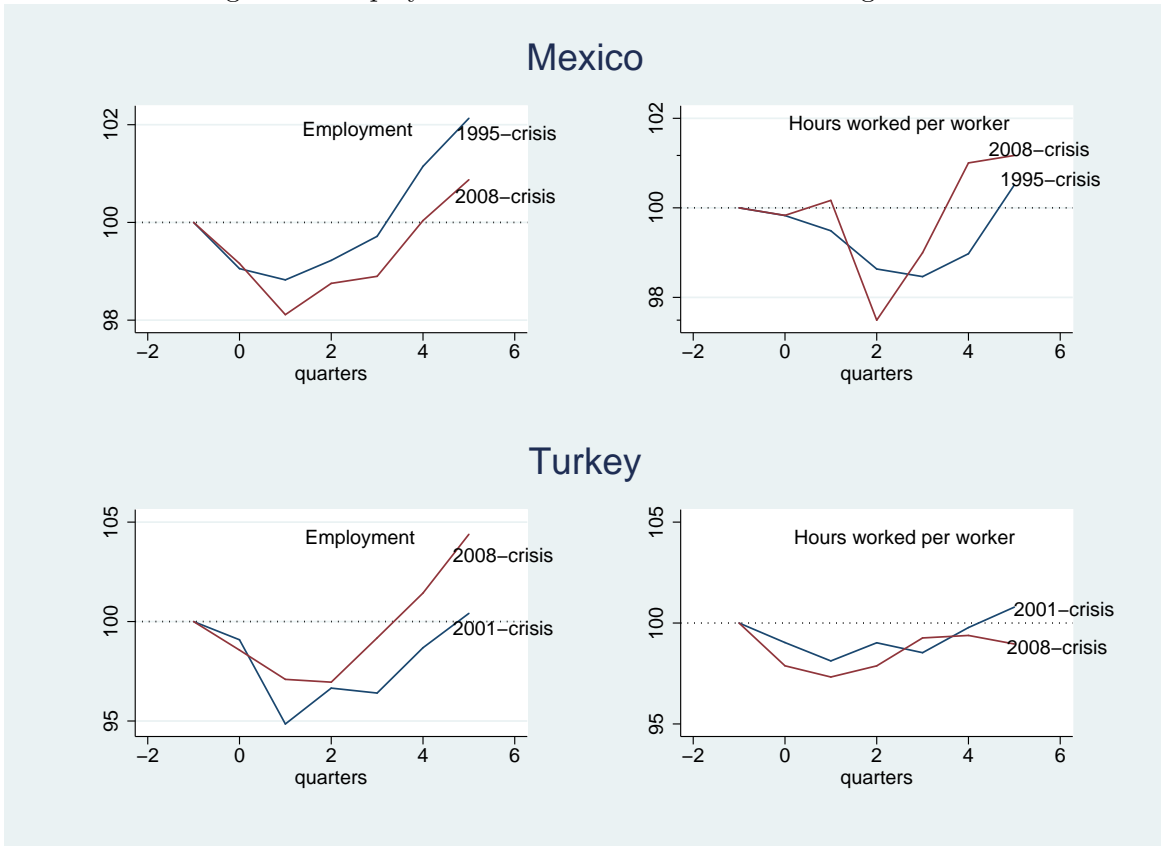 Mexico
Employment
1995−crisis
2008−crisis
102
100
98
−2 0 2 4 6
quarters
Hours worked per worker
2008−crisis
1995−crisis
102
100
98
−2 0 2 4 6
quarters
Turkey
Employment
2008−crisis
2001−crisis
105
100
95
−2 0 2 4 6
quarters
Hours worked per worker
2001−crisis
2008−crisis
105
100
95
−2 0 2 4 6
quarters